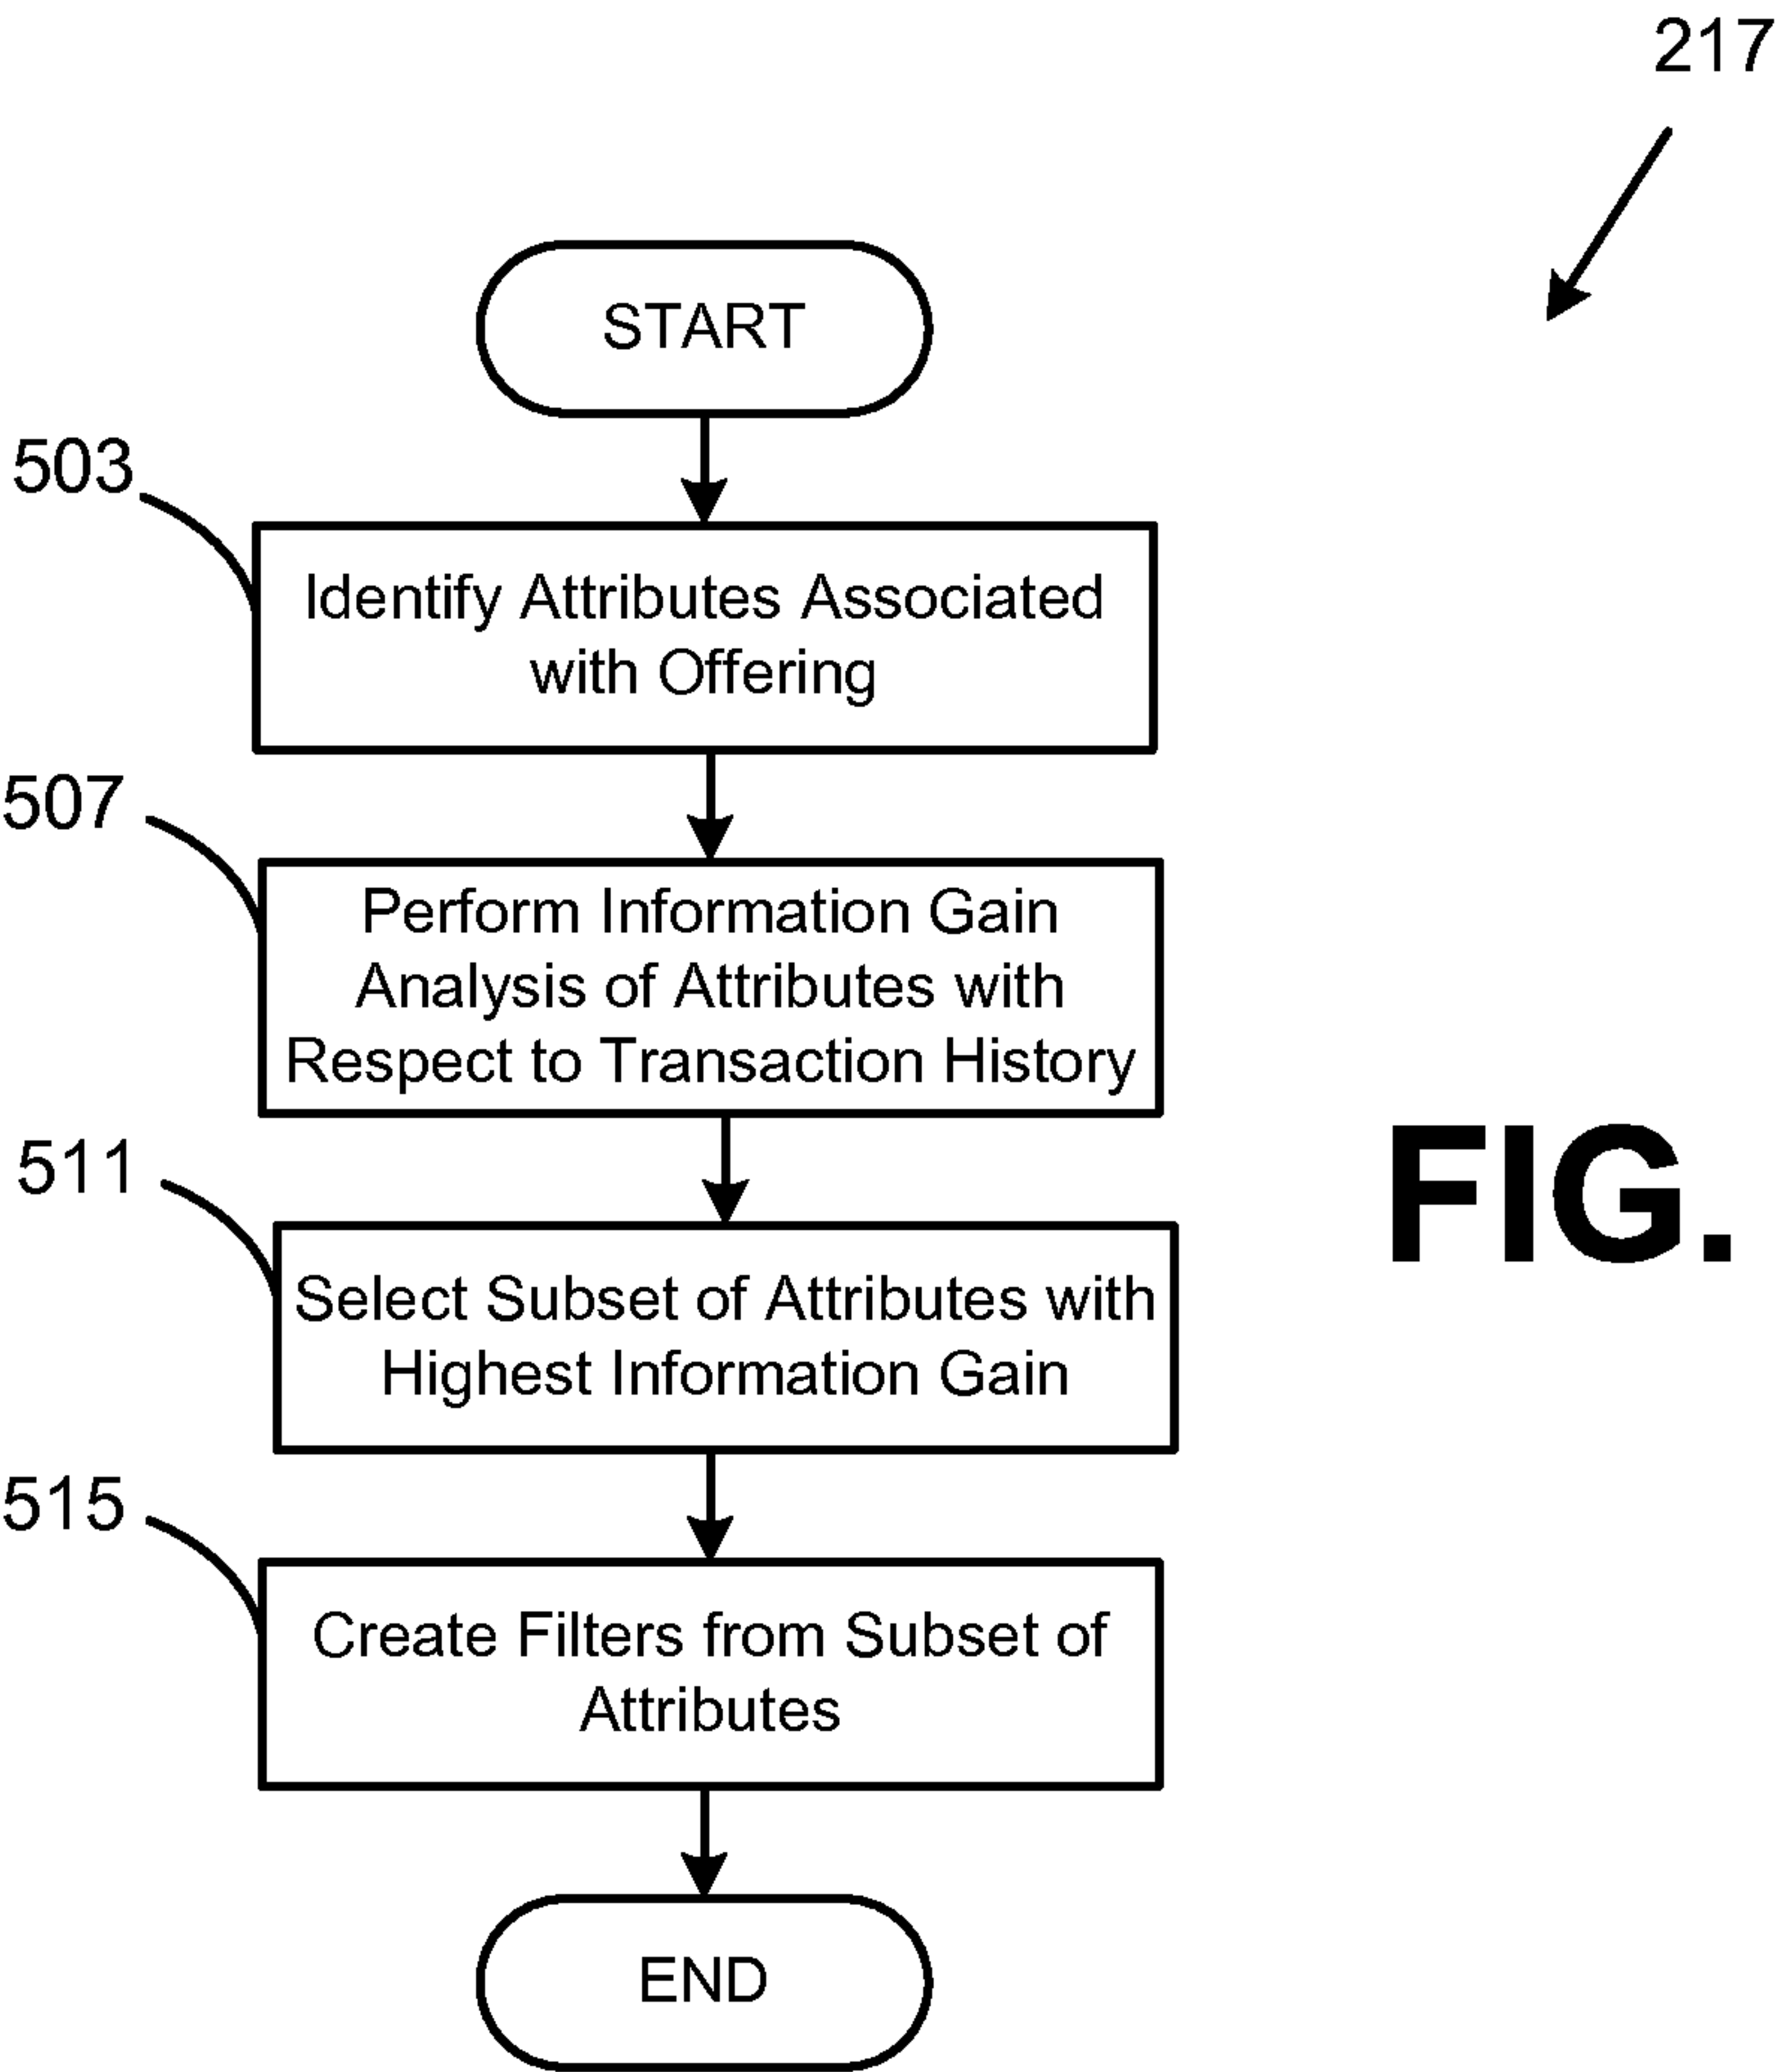 217
START
503
Identify Attributes Associated
with Offering
507
Perform Information Gain
Analysis of Attributes with
Respect to Transaction History
FIG.
511
Select Subset of Attributes with
Highest Information Gain
515
Create Filters from Subset of
Attributes
END